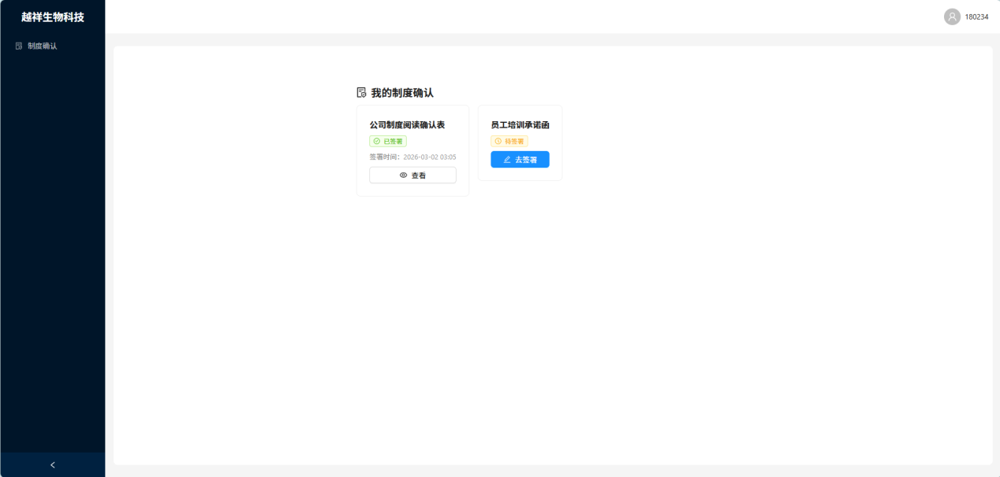 越祥生物科技
180234
制度确认
我的制度确认
公司制度阅读确认表
已签署
签署时间：2026-03-02 03:05
查看
员工培训承诺函
待签署
去签署